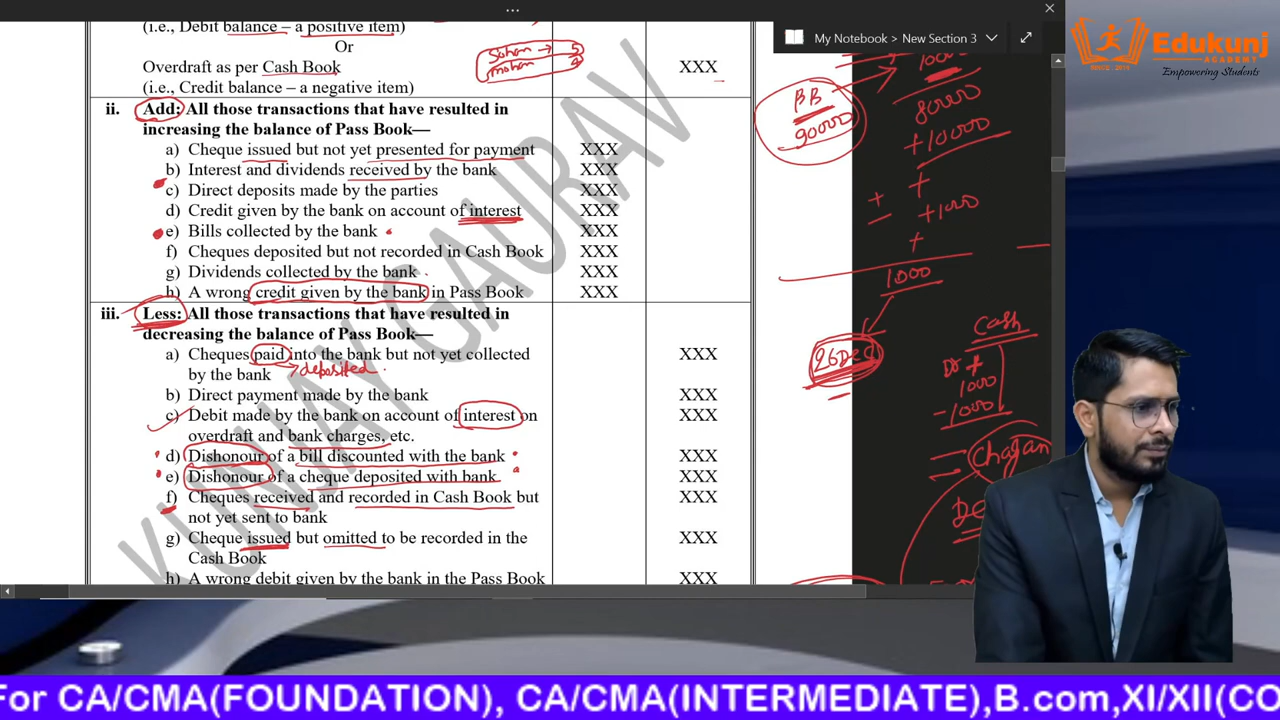 ...
My Notebook > New Section 3
Edukunj
ACADEMY
SINCE - 2014
Empowering Students
(i.e., Debit balance – a positive item)
Or
Overdraft as per Cash Book XXX
(i.e., Credit balance – a negative item)
Sohan → 5
mohan
ii. Add: All those transactions that have resulted in
increasing the balance of Pass Book—
a) Cheque issued but not yet presented for payment XXX
b) Interest and dividends received by the bank XXX
c) Direct deposits made by the parties XXX
d) Credit given by the bank on account of interest XXX
e) Bills collected by the bank XXX
f) Cheques deposited but not recorded in Cash Book XXX
g) Dividends collected by the bank XXX
h) A wrong credit given by the bank in Pass Book XXX
iii. Less: All those transactions that have resulted in
decreasing the balance of Pass Book—
a) Cheques paid into the bank but not yet collected XXX
by the bank
→ deposited
b) Direct payment made by the bank XXX
c) Debit made by the bank on account of interest on XXX
overdraft and bank charges, etc.
d) Dishonour of a bill discounted with the bank XXX
e) Dishonour of a cheque deposited with bank XXX
f) Cheques received and recorded in Cash Book but XXX
not yet sent to bank
g) Cheque issued but omitted to be recorded in the XXX
Cash Book
h) A wrong debit given by the bank in the Pass Book XXX
KUNJAY GAURAV
BB
90000
80000
+10000
+
+ +1000
+
1000
26 Dec
Cash
Dr +
1000
-1000
Chagan
For CA/CMA(FOUNDATION), CA/CMA(INTERMEDIATE),B.com,XI/XII(CO